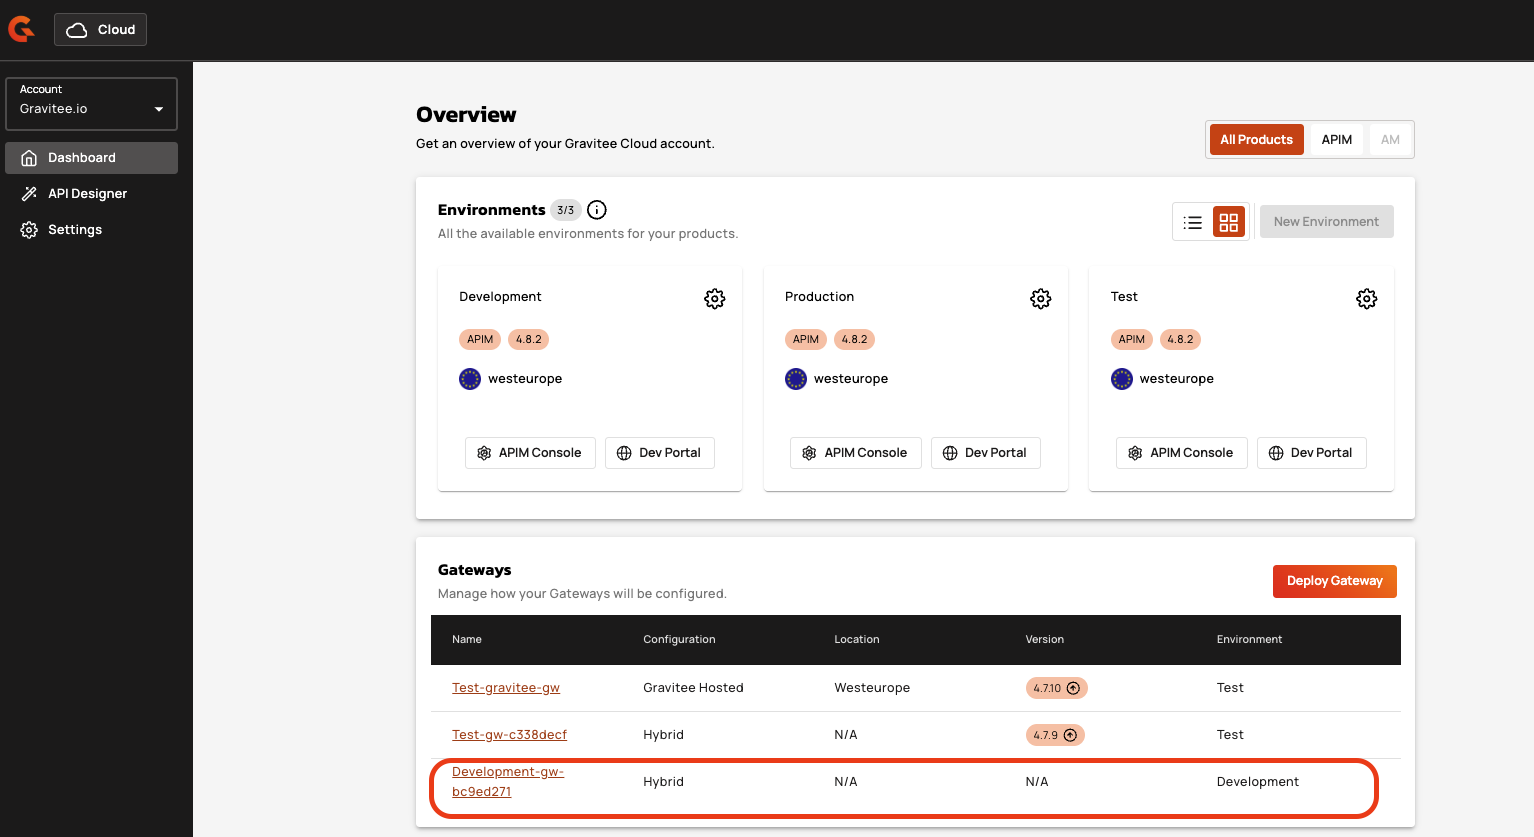 Cloud
Account
Gravitee.io
Dashboard
API Designer
Settings
Overview
Get an overview of your Gravitee Cloud account.
All Products APIM AM
Environments 3/3
All the available environments for your products.
New Environment
Development
APIM 4.8.2
westeurope
APIM Console Dev Portal
Production
APIM 4.8.2
westeurope
APIM Console Dev Portal
Test
APIM 4.8.2
westeurope
APIM Console Dev Portal
Gateways
Manage how your Gateways will be configured.
Deploy Gateway
Name Configuration Location Version Environment
Test-gravitee-gw Gravitee Hosted Westeurope 4.7.10 Test
Test-gw-c338decf Hybrid N/A 4.7.9 Test
Development-gw-
bc9ed271 Hybrid N/A N/A Development